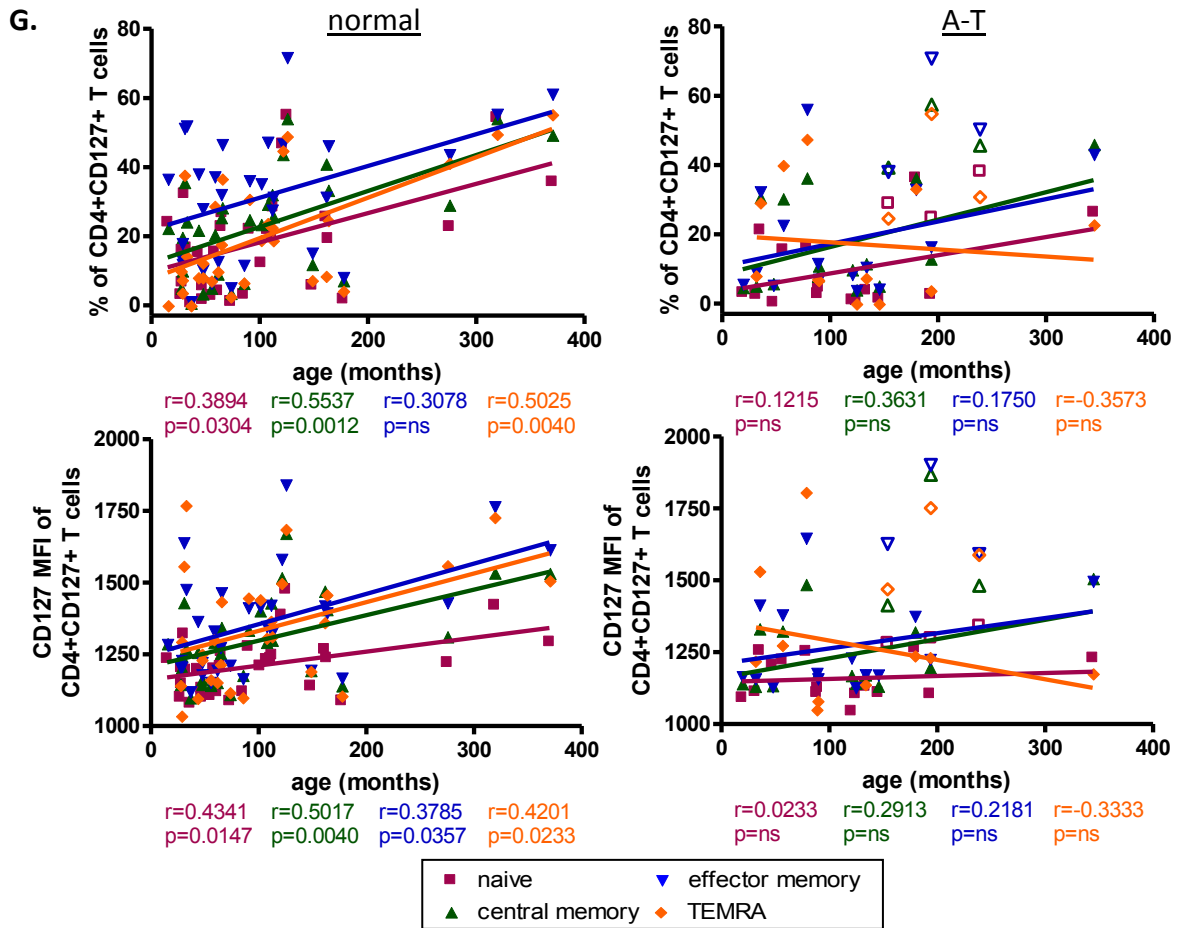 G.
normal
A-T
% of CD4+CD127+ T cells
80
60
40
20
0
0 100 200 300 400
age (months)
r=0.3894 r=0.5537 r=0.3078 r=0.5025
p=0.0304 p=0.0012 p=ns p=0.0040
% of CD4+CD127+ T cells
80
60
40
20
0
0 100 200 300 400
age (months)
r=0.1215 r=0.3631 r=0.1750 r=-0.3573
p=ns p=ns p=ns p=ns
CD127 MFI of
CD4+CD127+ T cells
2000
1750
1500
1250
1000
0 100 200 300 400
age (months)
r=0.4341 r=0.5017 r=0.3785 r=0.4201
p=0.0147 p=0.0040 p=0.0357 p=0.0233
CD127 MFI of
CD4+CD127+ T cells
2000
1750
1500
1250
1000
0 100 200 300 400
age (months)
r=0.0233 r=0.2913 r=0.2181 r=-0.3333
p=ns p=ns p=ns p=ns
naive
effector memory
central memory
TEMRA